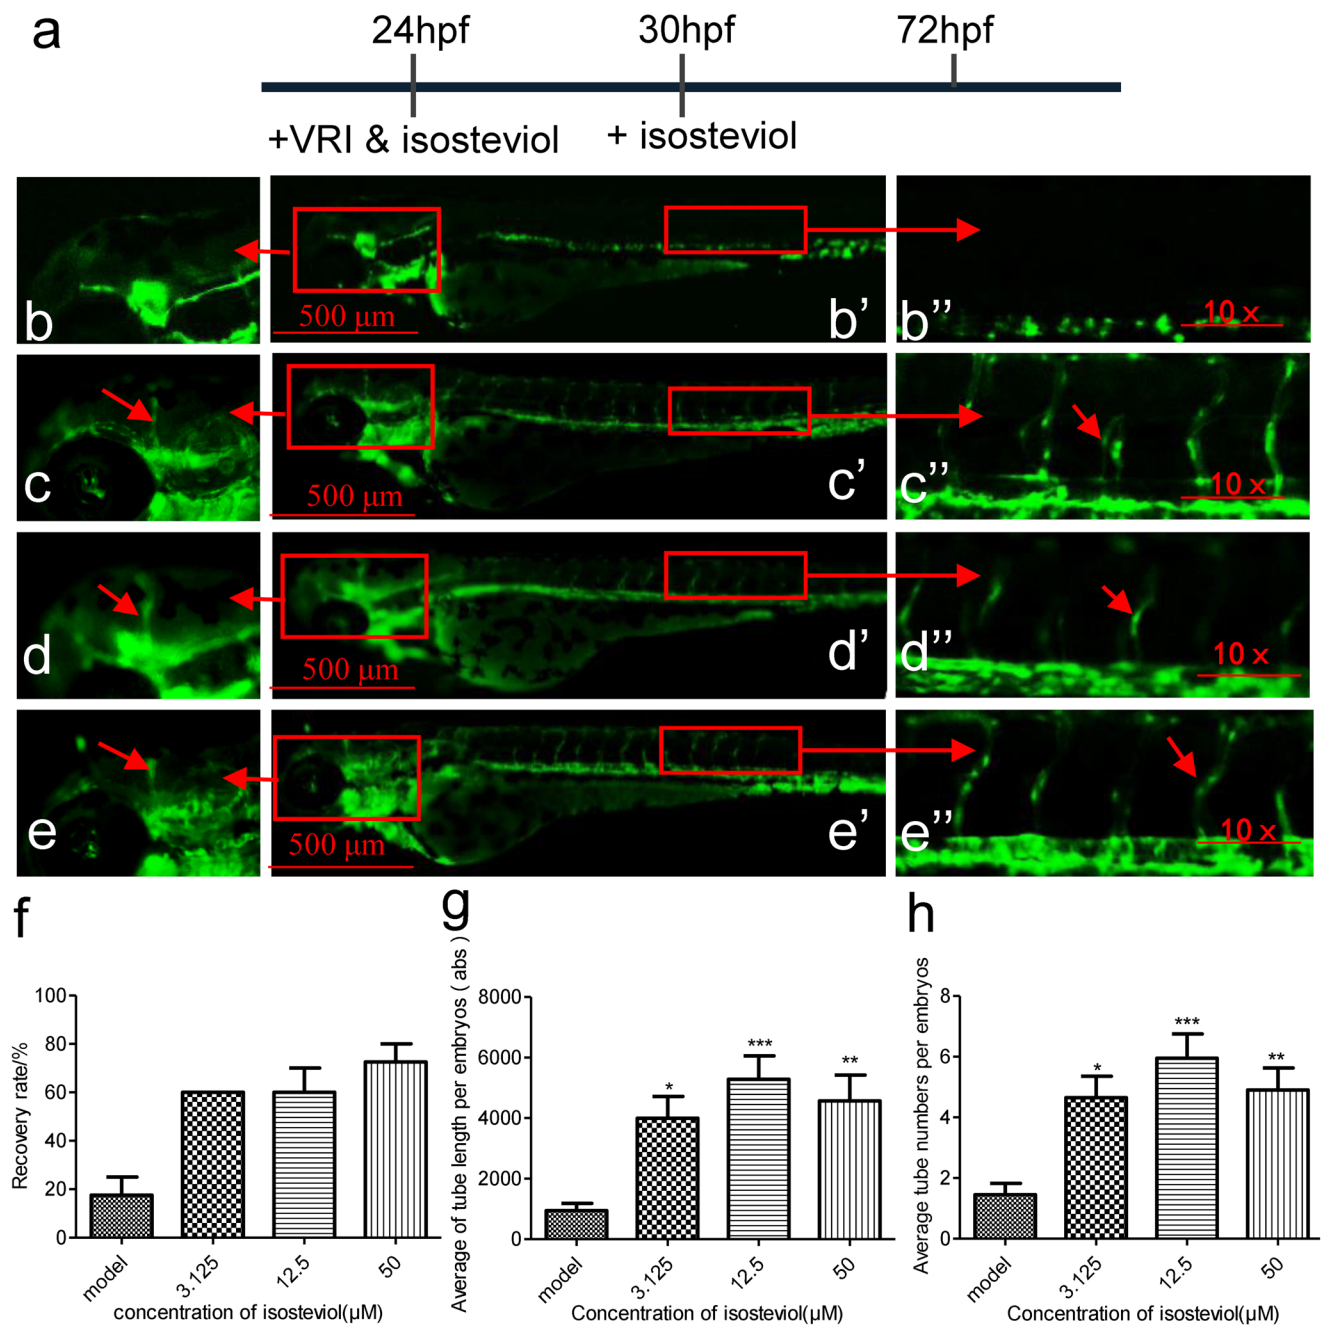 a
24hpf 30hpf 72hpf
+VRI & isosteviol + isosteviol
b 500 μm b’ b’’ 10 x
c 500 μm c’ c’’ 10 x
d 500 μm d’ d’’ 10 x
e 500 μm e’ e’’ 10 x
f
Recovery rate/%
100
80
60
40
20
0
model 3.125 12.5 50
concentration of isosteviol(μM)
g
Average of tube length per embryos ( abs )
8000
6000
4000
2000
0
* *** **
model 3.125 12.5 50
Concentration of isosteviol(μM)
h
Average tube numbers per embryos
8
6
4
2
0
* *** **
model 3.125 12.5 50
Concentration of isosteviol(μM)